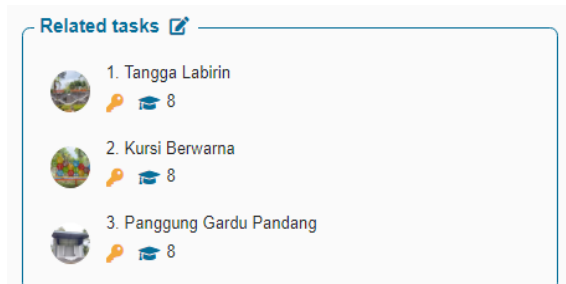 Related tasks
1. Tangga Labirin
8
2. Kursi Berwarna
8
3. Panggung Gardu Pandang
8